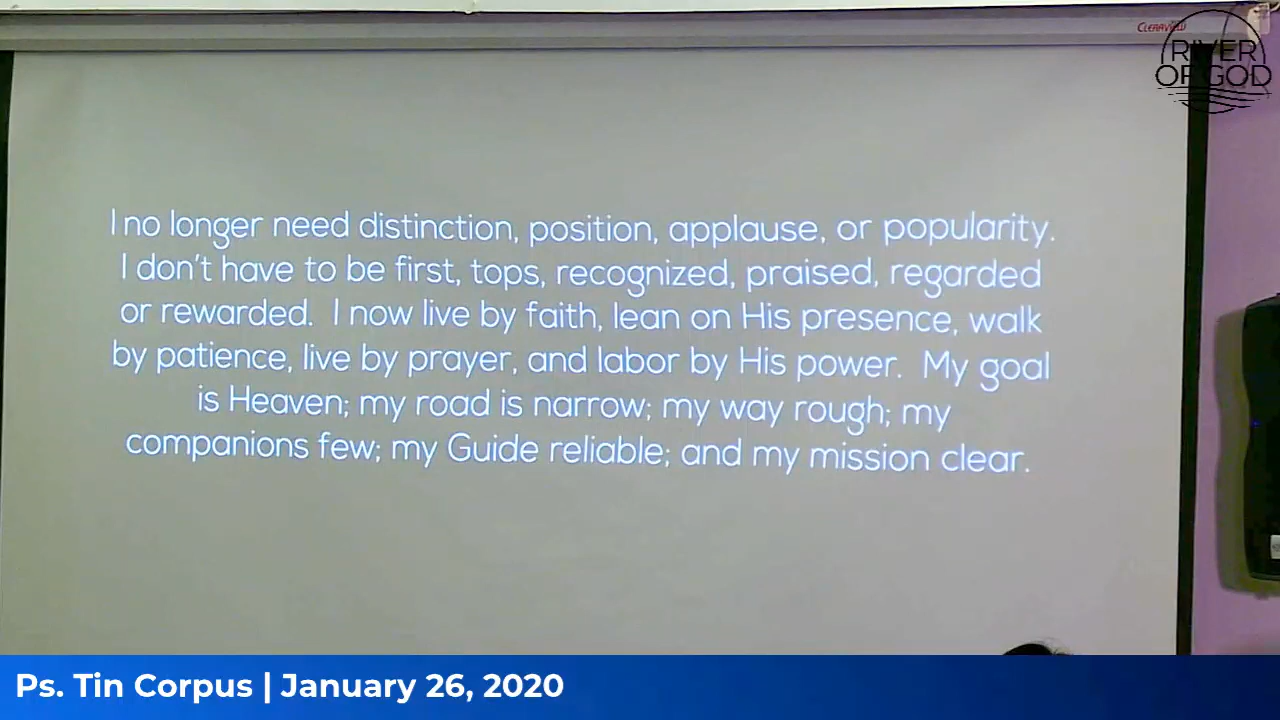 CLEARVIEW
RIVER
OF GOD
I no longer need distinction, position, applause, or popularity.
I don't have to be first, tops, recognized, praised, regarded
or rewarded. I now live by faith, lean on His presence, walk
by patience, live by prayer, and labor by His power. My goal
is Heaven; my road is narrow; my way rough; my
companions few; my Guide reliable; and my mission clear.
Ps. Tin Corpus | January 26, 2020